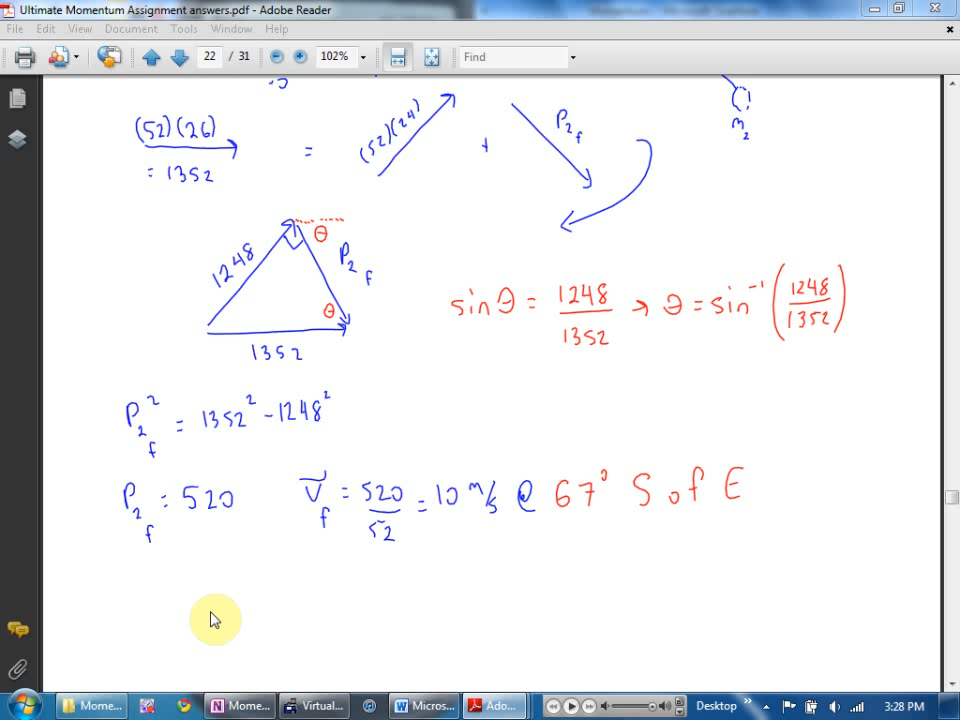 Ultimate Momentum Assignment answers.pdf - Adobe Reader
File Edit View Document Tools Window Help
22 / 31 102% Find
(52)(26)
= 1352
=
(52)(24)
+
P2f
m2
1248
θ
P2f
θ
1352
sin θ = 1248/1352 → θ = sin⁻¹ (1248/1352)
P2f² = 1352² - 1248²
P2f = 520 Vf = 520/52 = 10 m/s @ 67° S of E
Mome... Mome... Virtual... Micros... Ado... Desktop » 3:28 PM